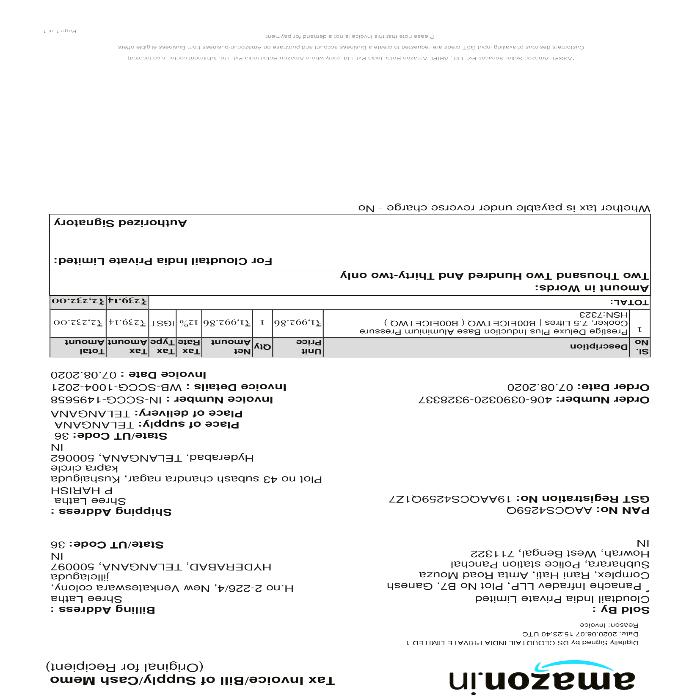 amazon.in
Tax Invoice/Bill of Supply/Cash Memo
(Original for Recipient)
Digitally Signed by DS CLOUDTAIL INDIA PRIVATE LIMITED 1
Date: 2020.08.07 15:23:40 UTC
Reason: Invoice
Sold By :
Cloudtail India Private Limited
* Panache Infradev LLP, Plot No B7, Ganesh
Complex, Rani Hati, Amta Road Mouza
Subharara, Police station Panchal
Howrah, West Bengal, 711322
IN
Billing Address :
Shree Latha
H.no 2-226/4, New Venkateswara colony,
jillelaguda
HYDERABAD, TELANGANA, 500097
IN
State/UT Code: 36
PAN No: AAQCS4259Q
GST Registration No: 19AAQCS4259Q1Z7
Shipping Address :
Shree Latha
P HARISH
Plot no 43 subash chandra nagar, Kushaiguda
kapra circle
Hyderabad, TELANGANA, 500062
IN
State/UT Code: 36
Place of supply: TELANGANA
Place of delivery: TELANGANA
Order Number: 406-0390320-9328337
Invoice Number : IN-SCCG-1495658
Order Date: 07.08.2020
Invoice Details : WB-SCCG-1004-2021
Invoice Date : 07.08.2020
Sl. No Description Unit Price Qty Net Amount Tax Rate Tax Type Tax Amount Total Amount
1 Prestige Deluxe Plus Induction Base Aluminium Pressure
Cooker, 7.5 Litres | B00EICETWQ ( B00EICETWQ )
HSN:7323
₹1,992.86 1 ₹1,992.86 12% IGST ₹239.14 ₹2,232.00
TOTAL: ₹239.14 ₹2,232.00
Amount in Words:
Two Thousand Two Hundred And Thirty-two only
For Cloudtail India Private Limited:
Authorized Signatory
Whether tax is payable under reverse charge - No
Please note that this invoice is not a demand for payment